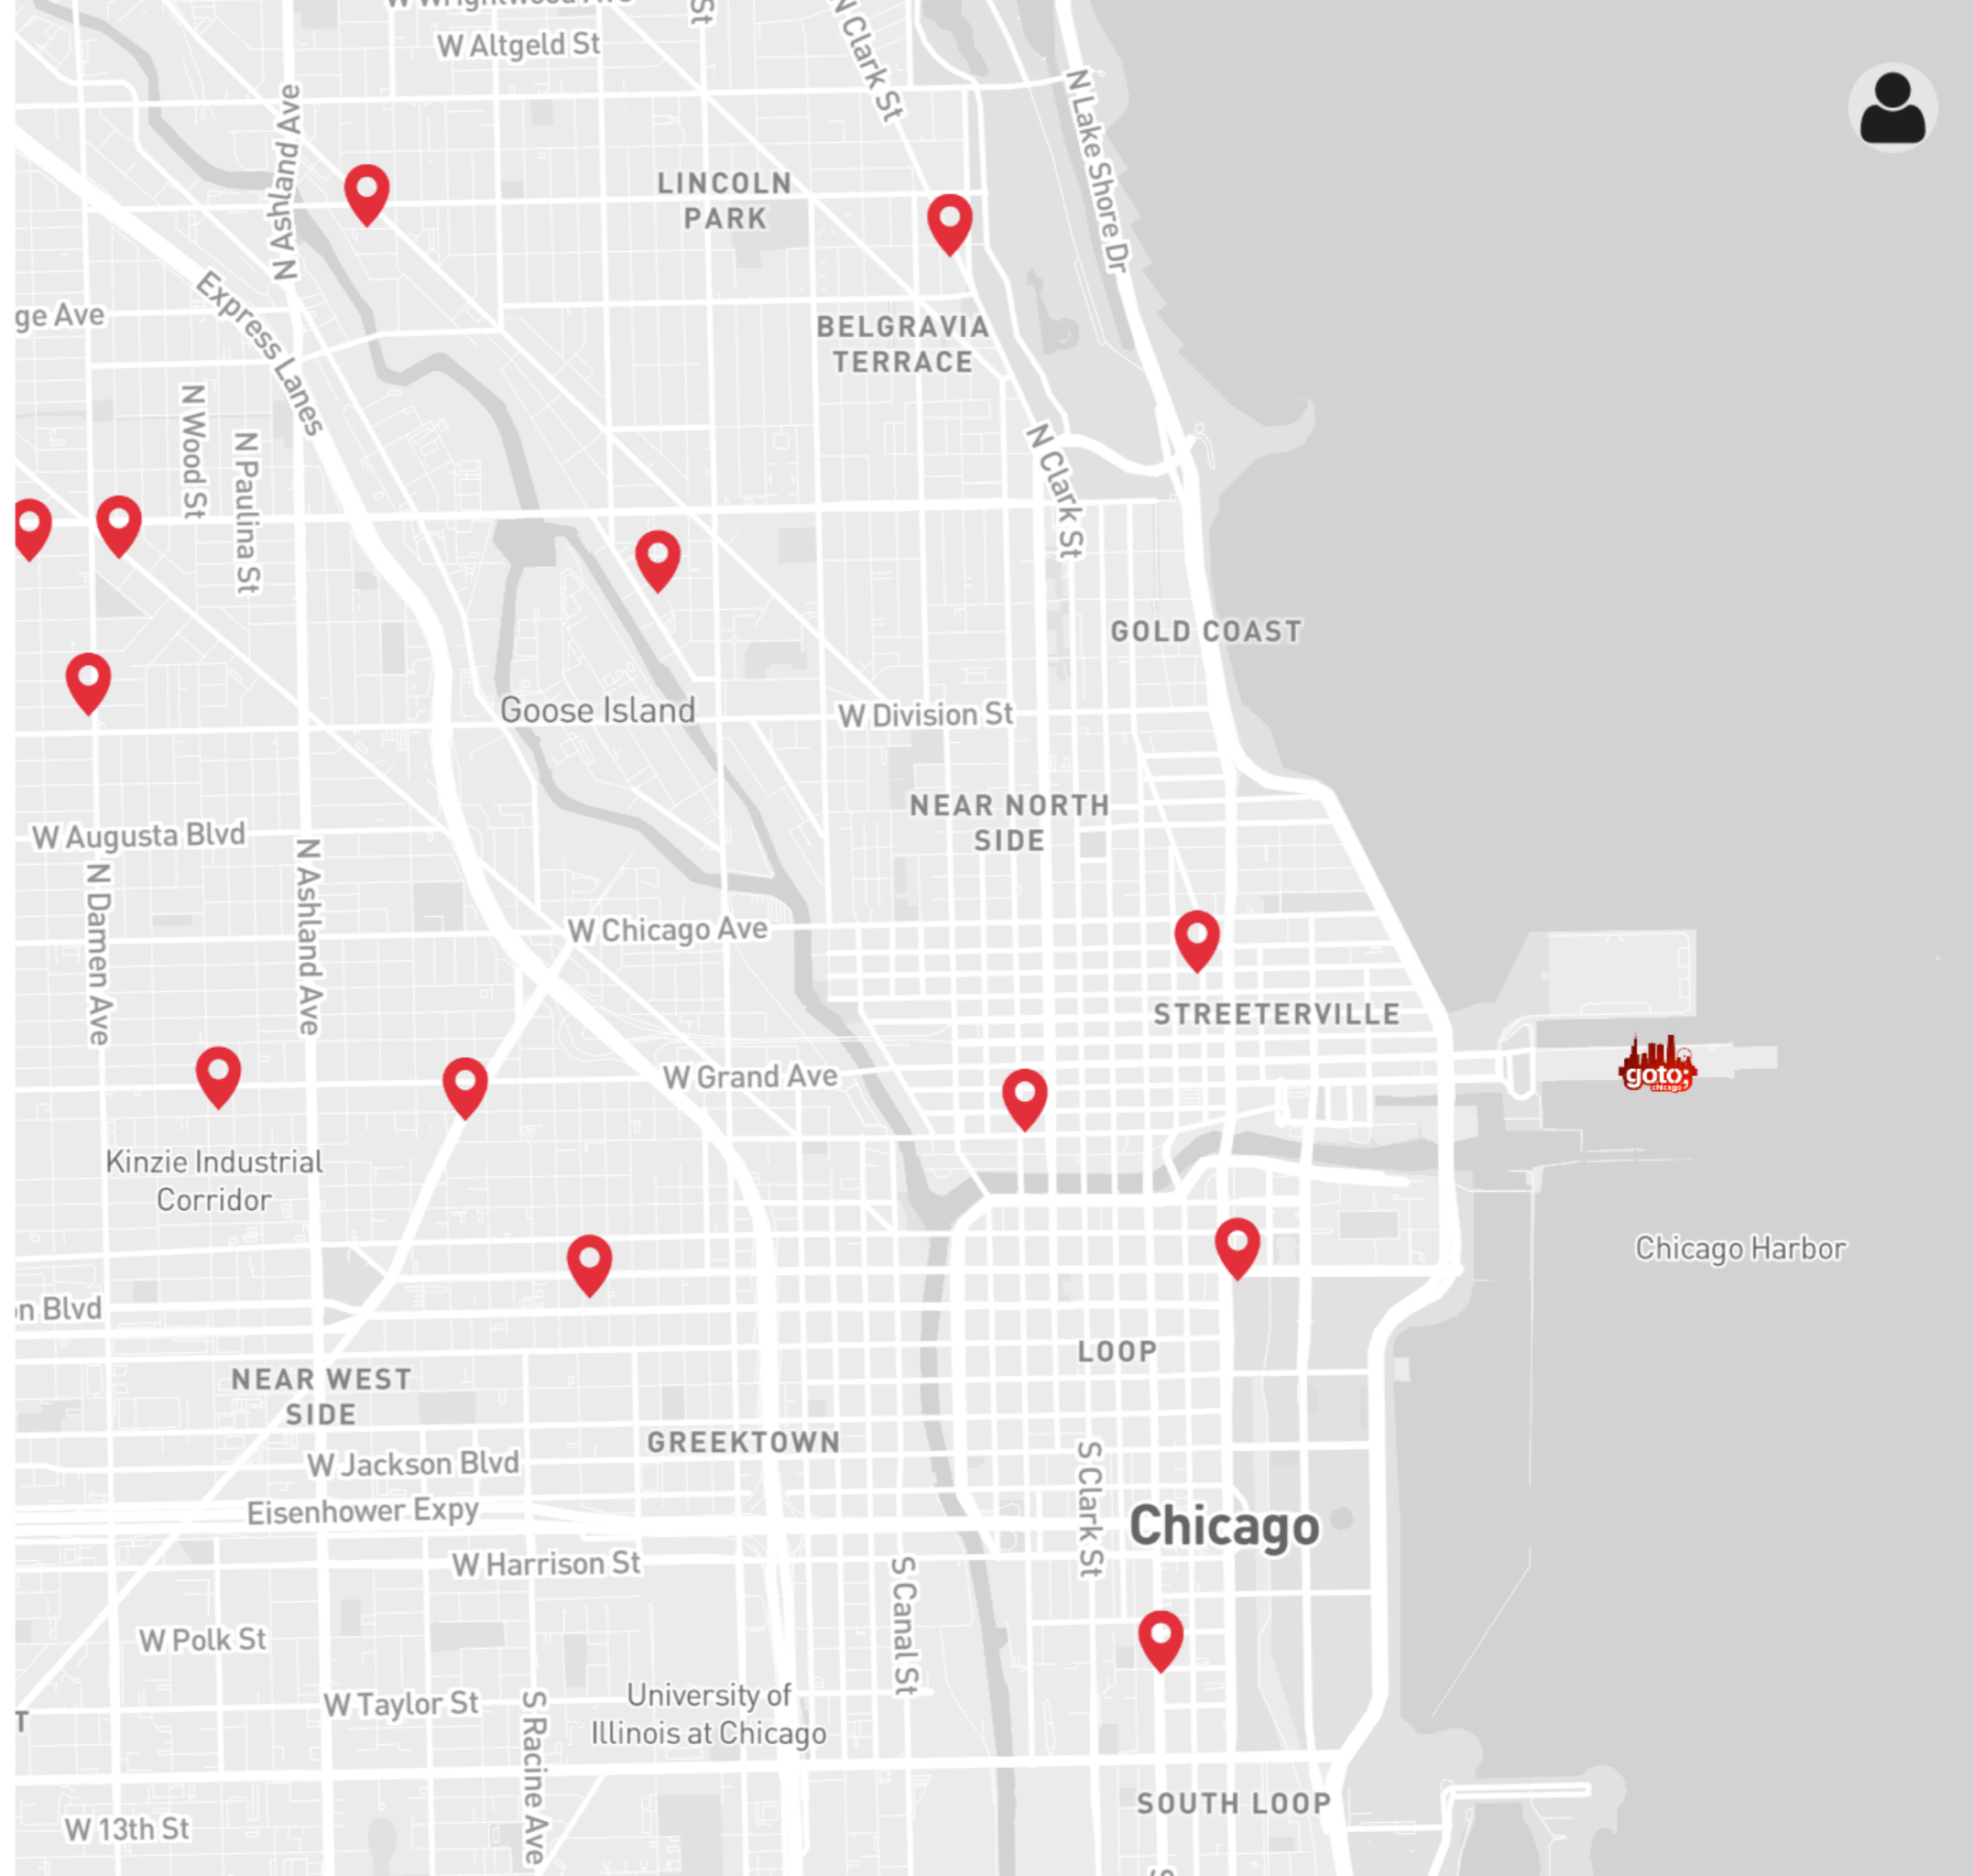 W Altgeld St
N Clark St
N Lake Shore Dr
N Ashland Ave
LINCOLN
PARK
Express Lanes
ge Ave
BELGRAVIA
TERRACE
N Wood St
N Paulina St
N Clark St
GOLD COAST
Goose Island
W Division St
NEAR NORTH
SIDE
W Augusta Blvd
N Damen Ave
N Ashland Ave
W Chicago Ave
STREETERVILLE
W Grand Ave
goto;
chicago
Kinzie Industrial
Corridor
Chicago Harbor
n Blvd
LOOP
NEAR WEST
SIDE
GREEKTOWN
W Jackson Blvd
S Clark St
Eisenhower Expy
Chicago
W Harrison St
S Canal St
W Polk St
W Taylor St
S Racine Ave
University of
Illinois at Chicago
T
SOUTH LOOP
W 13th St